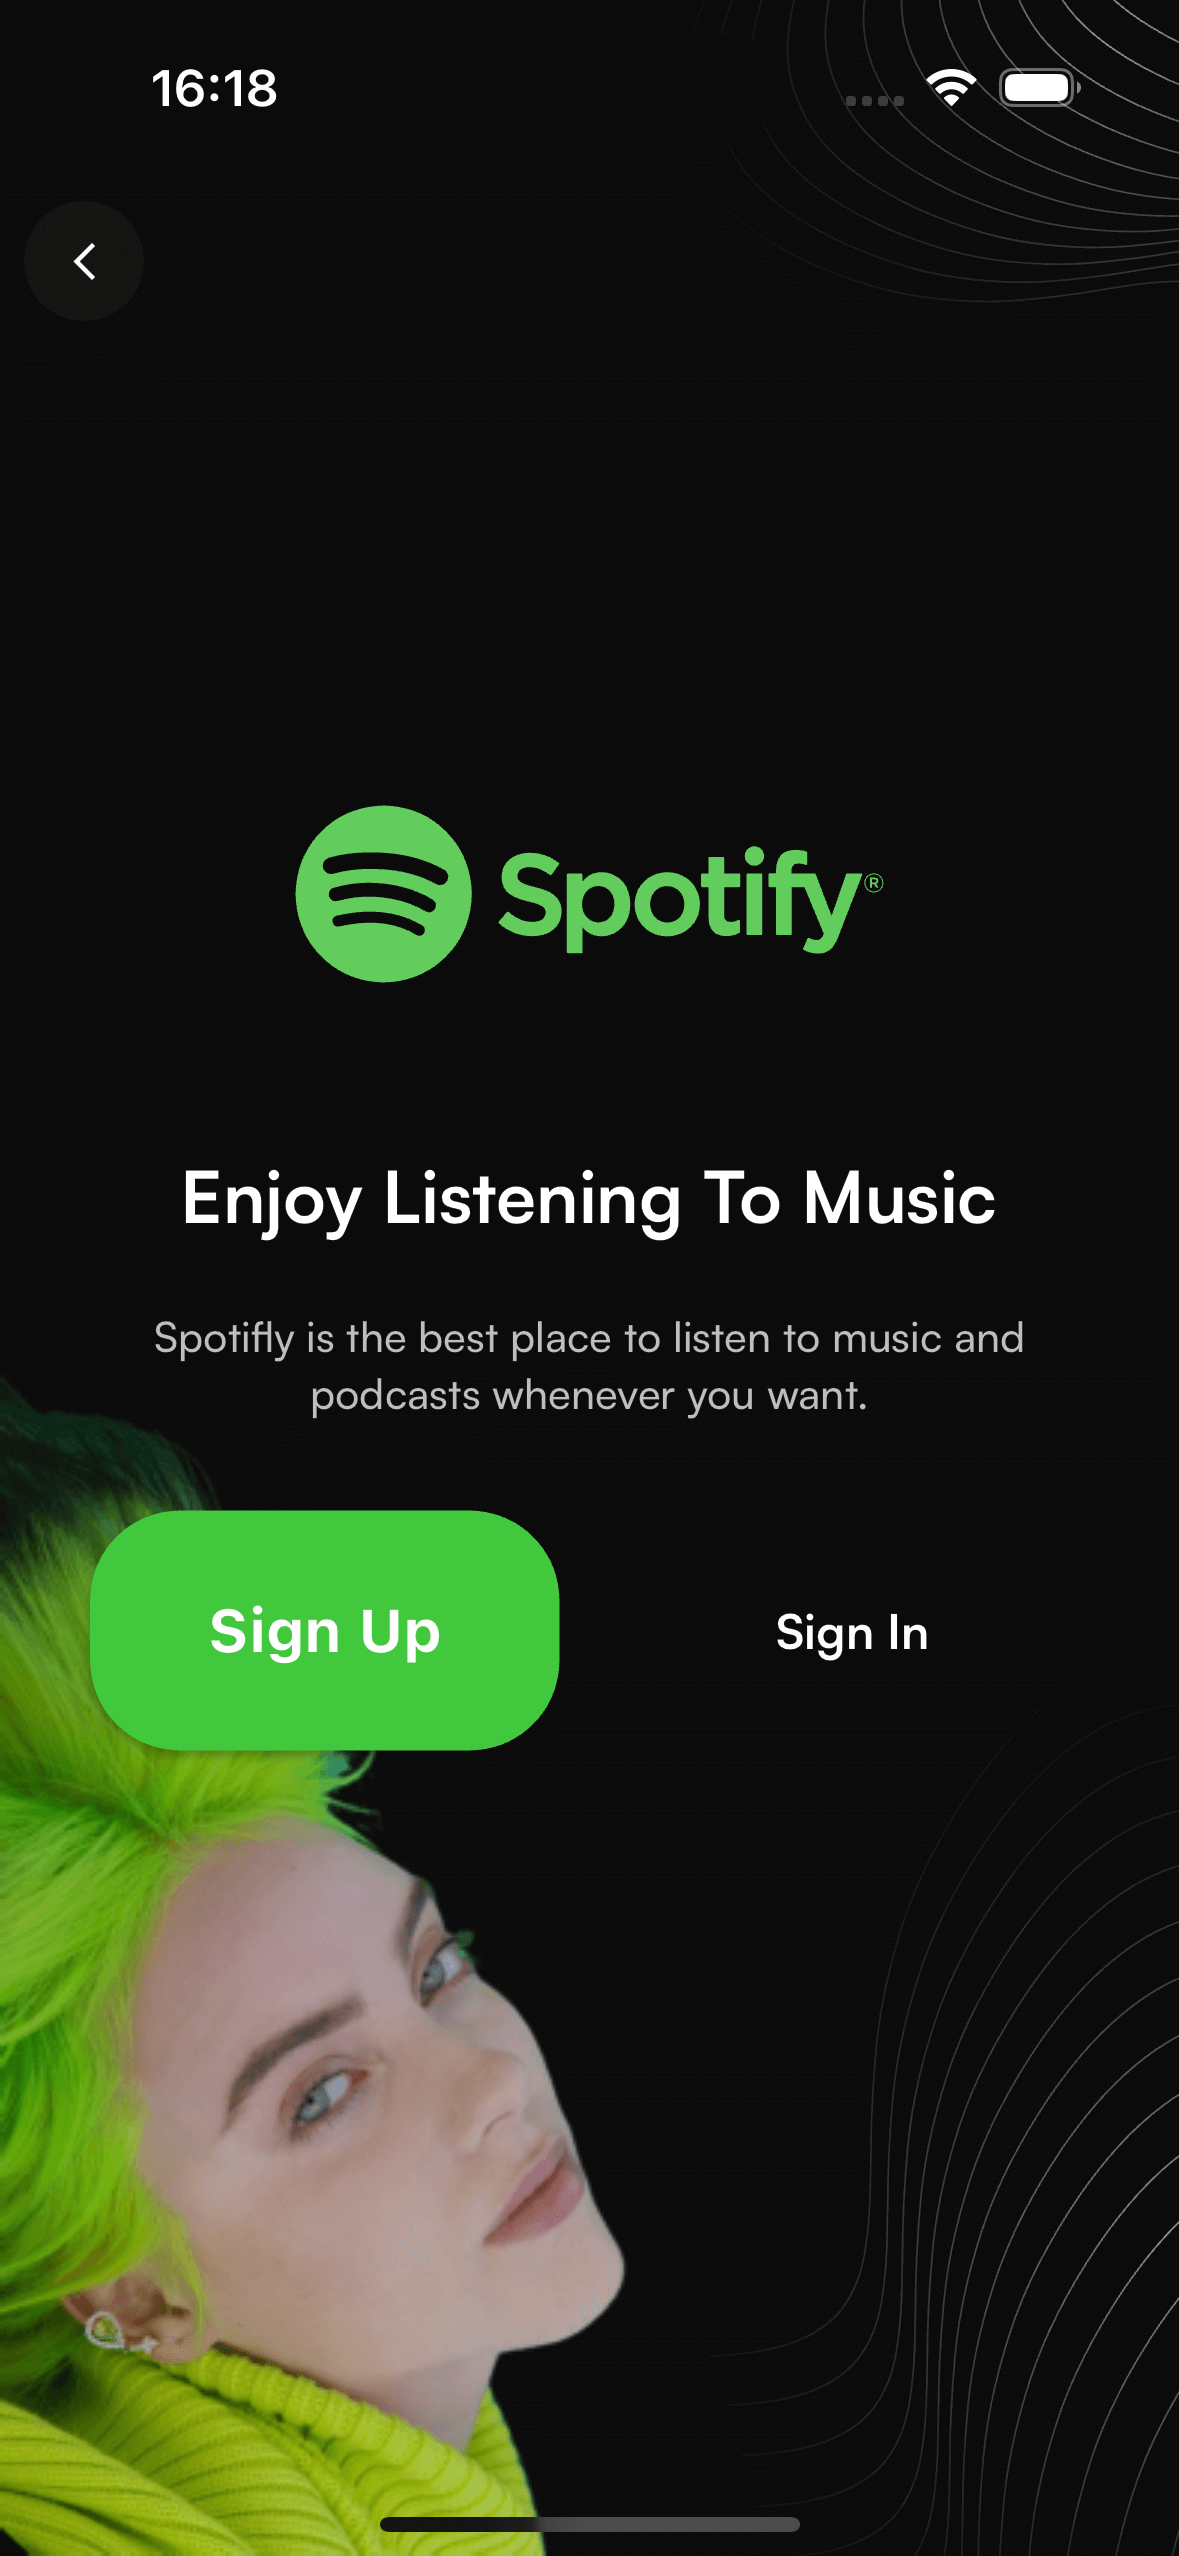 16:18
Spotify®
Enjoy Listening To Music
Spotifly is the best place to listen to music and
podcasts whenever you want.
Sign Up
Sign In